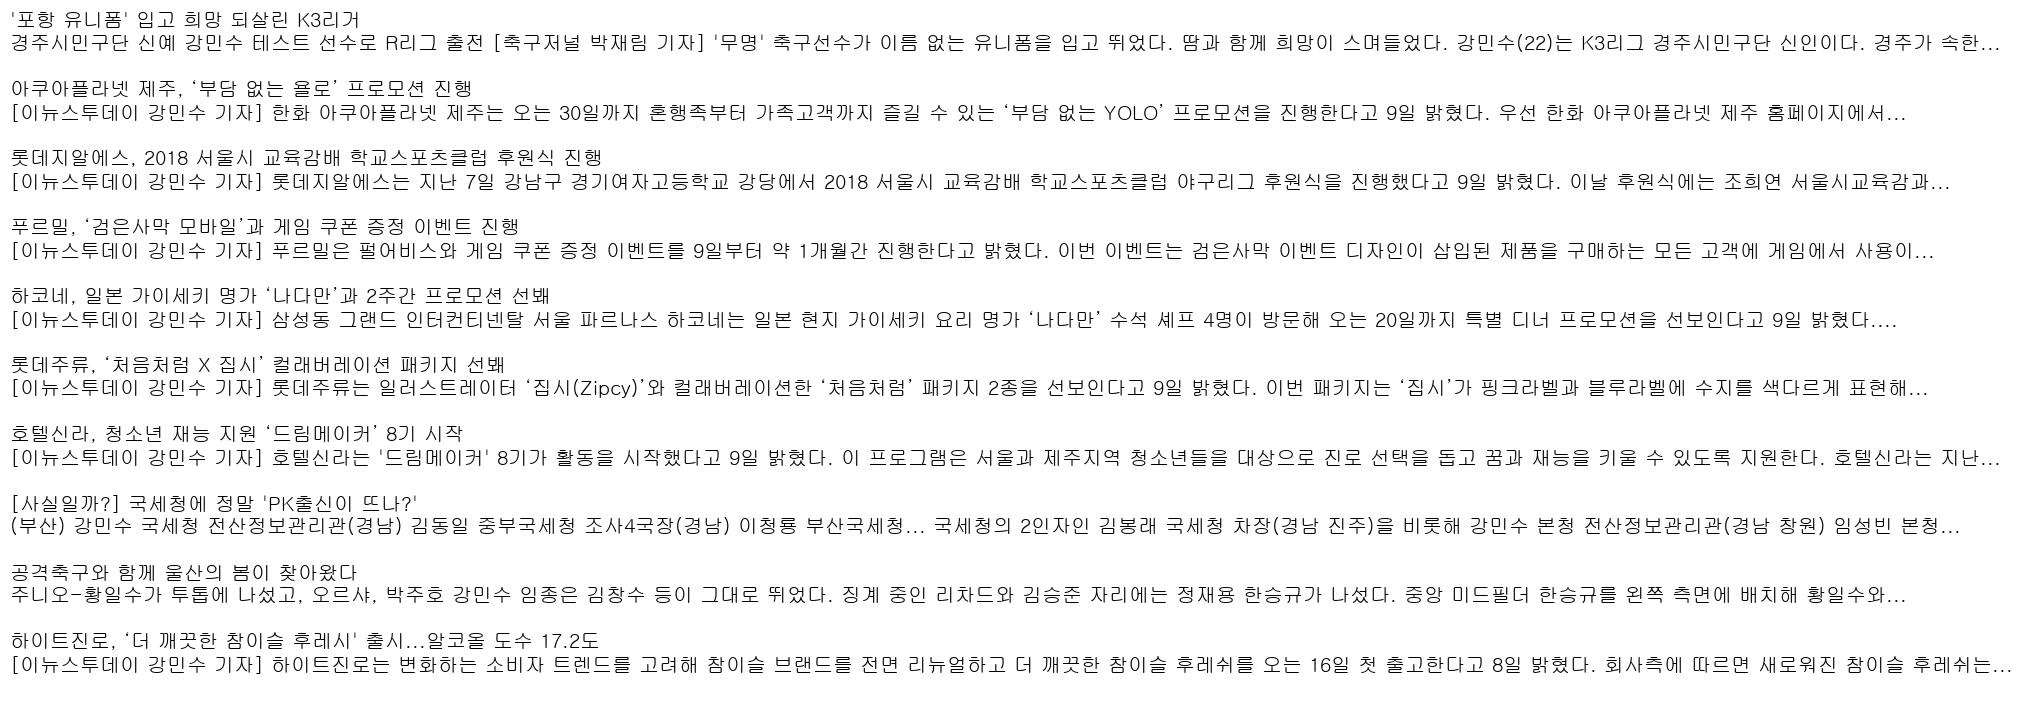 '포항 유니폼' 입고 희망 되살린 K3리거
경주시민구단 신예 강민수 테스트 선수로 R리그 출전 [축구저널 박재림 기자] '무명' 축구선수가 이름 없는 유니폼을 입고 뛰었다. 땀과 함께 희망이 스며들었다. 강민수(22)는 K3리그 경주시민구단 신인이다. 경주가 속한...
아쿠아플라넷 제주, ‘부담 없는 욜로’ 프로모션 진행
[이뉴스투데이 강민수 기자] 한화 아쿠아플라넷 제주는 오는 30일까지 혼행족부터 가족고객까지 즐길 수 있는 ‘부담 없는 YOLO’ 프로모션을 진행한다고 9일 밝혔다. 우선 한화 아쿠아플라넷 제주 홈페이지에서...
롯데지알에스, 2018 서울시 교육감배 학교스포츠클럽 후원식 진행
[이뉴스투데이 강민수 기자] 롯데지알에스는 지난 7일 강남구 경기여자고등학교 강당에서 2018 서울시 교육감배 학교스포츠클럽 야구리그 후원식을 진행했다고 9일 밝혔다. 이날 후원식에는 조희연 서울시교육감과...
푸르밀, ‘검은사막 모바일’과 게임 쿠폰 증정 이벤트 진행
[이뉴스투데이 강민수 기자] 푸르밀은 펄어비스와 게임 쿠폰 증정 이벤트를 9일부터 약 1개월간 진행한다고 밝혔다. 이번 이벤트는 검은사막 이벤트 디자인이 삽입된 제품을 구매하는 모든 고객에 게임에서 사용이...
하코네, 일본 가이세키 명가 ‘나다만’과 2주간 프로모션 선봬
[이뉴스투데이 강민수 기자] 삼성동 그랜드 인터컨티넨탈 서울 파르나스 하코네는 일본 현지 가이세키 요리 명가 ‘나다만’ 수석 셰프 4명이 방문해 오는 20일까지 특별 디너 프로모션을 선보인다고 9일 밝혔다....
롯데주류, ‘처음처럼 X 집시’ 컬래버레이션 패키지 선봬
[이뉴스투데이 강민수 기자] 롯데주류는 일러스트레이터 ‘집시(Zipcy)’와 컬래버레이션한 ‘처음처럼’ 패키지 2종을 선보인다고 9일 밝혔다. 이번 패키지는 ‘집시’가 핑크라벨과 블루라벨에 수지를 색다르게 표현해...
호텔신라, 청소년 재능 지원 ‘드림메이커’ 8기 시작
[이뉴스투데이 강민수 기자] 호텔신라는 '드림메이커' 8기가 활동을 시작했다고 9일 밝혔다. 이 프로그램은 서울과 제주지역 청소년들을 대상으로 진로 선택을 돕고 꿈과 재능을 키울 수 있도록 지원한다. 호텔신라는 지난...
[사실일까?] 국세청에 정말 'PK출신이 뜨나?'
(부산) 강민수 국세청 전산정보관리관(경남) 김동일 중부국세청 조사4국장(경남) 이청룡 부산국세청... 국세청의 2인자인 김봉래 국세청 차장(경남 진주)을 비롯해 강민수 본청 전산정보관리관(경남 창원) 임성빈 본청...
공격축구와 함께 울산의 봄이 찾아왔다
주니오-황일수가 투톱에 나섰고, 오르샤, 박주호 강민수 임종은 김창수 등이 그대로 뛰었다. 징계 중인 리차드와 김승준 자리에는 정재용 한승규가 나섰다. 중앙 미드필더 한승규를 왼쪽 측면에 배치해 황일수와...
하이트진로, ‘더 깨끗한 참이슬 후레시' 출시...알코올 도수 17.2도
[이뉴스투데이 강민수 기자] 하이트진로는 변화하는 소비자 트렌드를 고려해 참이슬 브랜드를 전면 리뉴얼하고 더 깨끗한 참이슬 후레쉬를 오는 16일 첫 출고한다고 8일 밝혔다. 회사측에 따르면 새로워진 참이슬 후레쉬는...